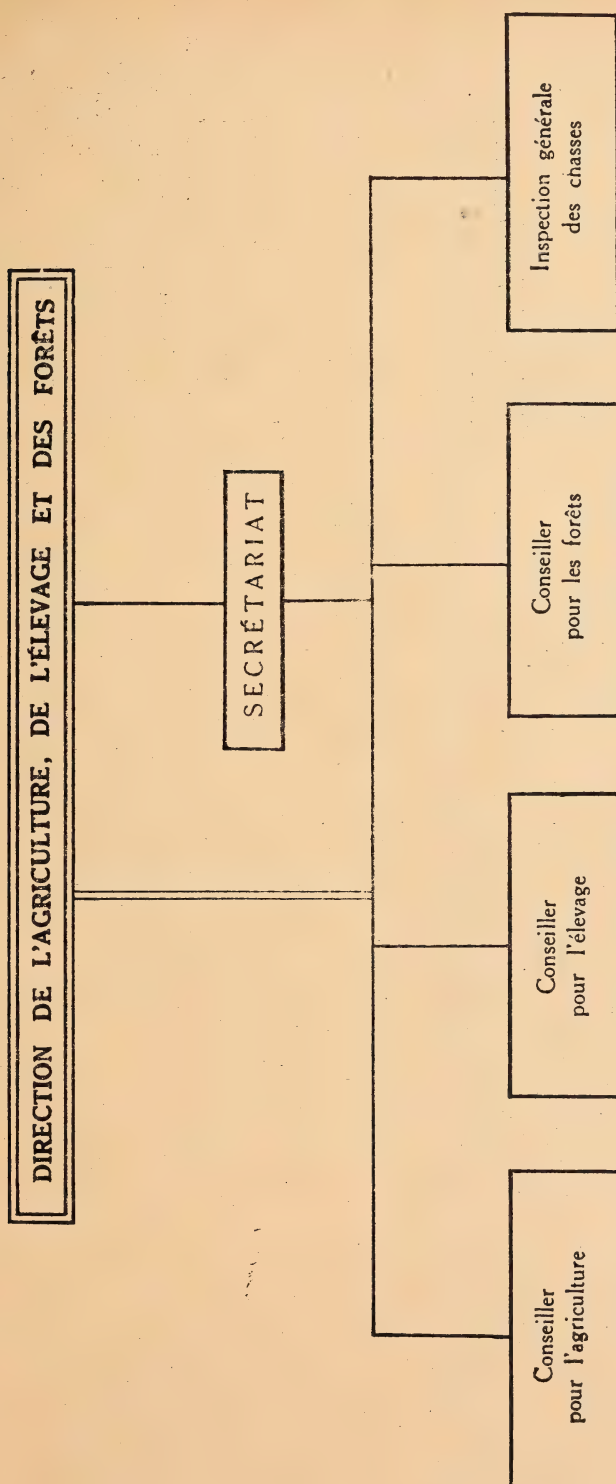 DIRECTION DE L'AGRICULTURE, DE L'ÉLEVAGE ET DES FORÊTS
SECRÉTARIAT
Conseiller
pour l'agriculture
Conseiller
pour l'élevage
Conseiller
pour les forêts
Inspection générale
des chasses